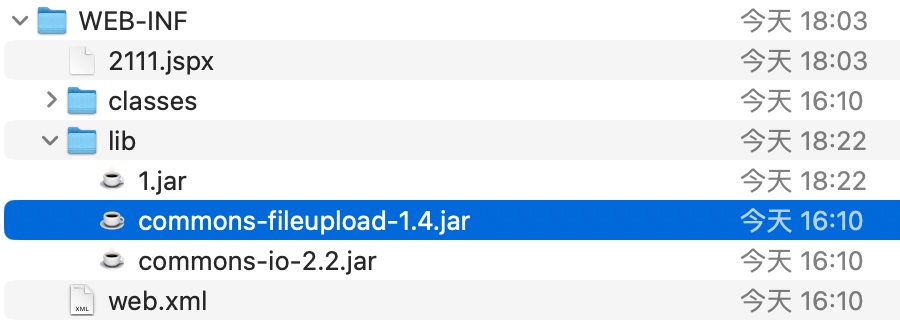 WEB-INF 今天 18:03
2111.jspx 今天 18:03
classes 今天 16:10
lib 今天 18:22
1.jar 今天 18:22
commons-fileupload-1.4.jar 今天 16:10
commons-io-2.2.jar 今天 16:10
XML web.xml 今天 16:10